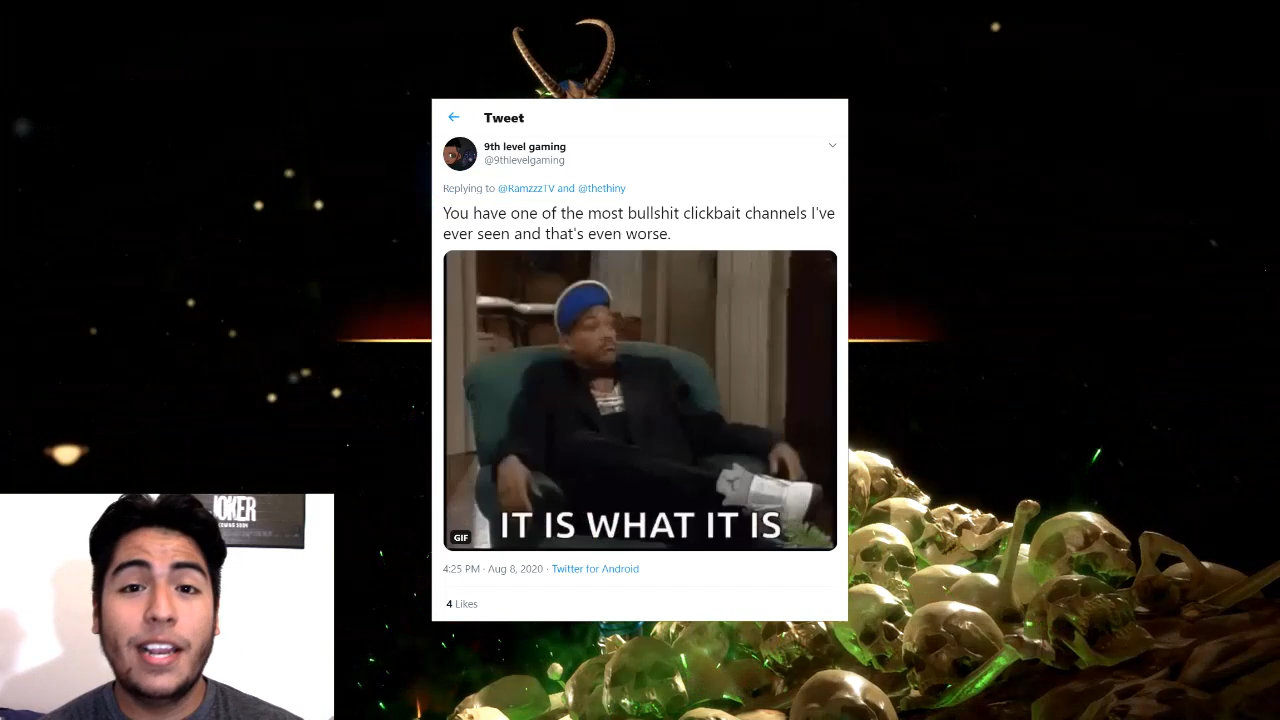 Tweet
9th level gaming
@9thlevelgaming
Replying to @RamzzzTV and @thethiny
You have one of the most bullshit clickbait channels I've
ever seen and that's even worse.
IT IS WHAT IT IS
GIF
4:25 PM · Aug 8, 2020 · Twitter for Android
4 Likes
JOKER